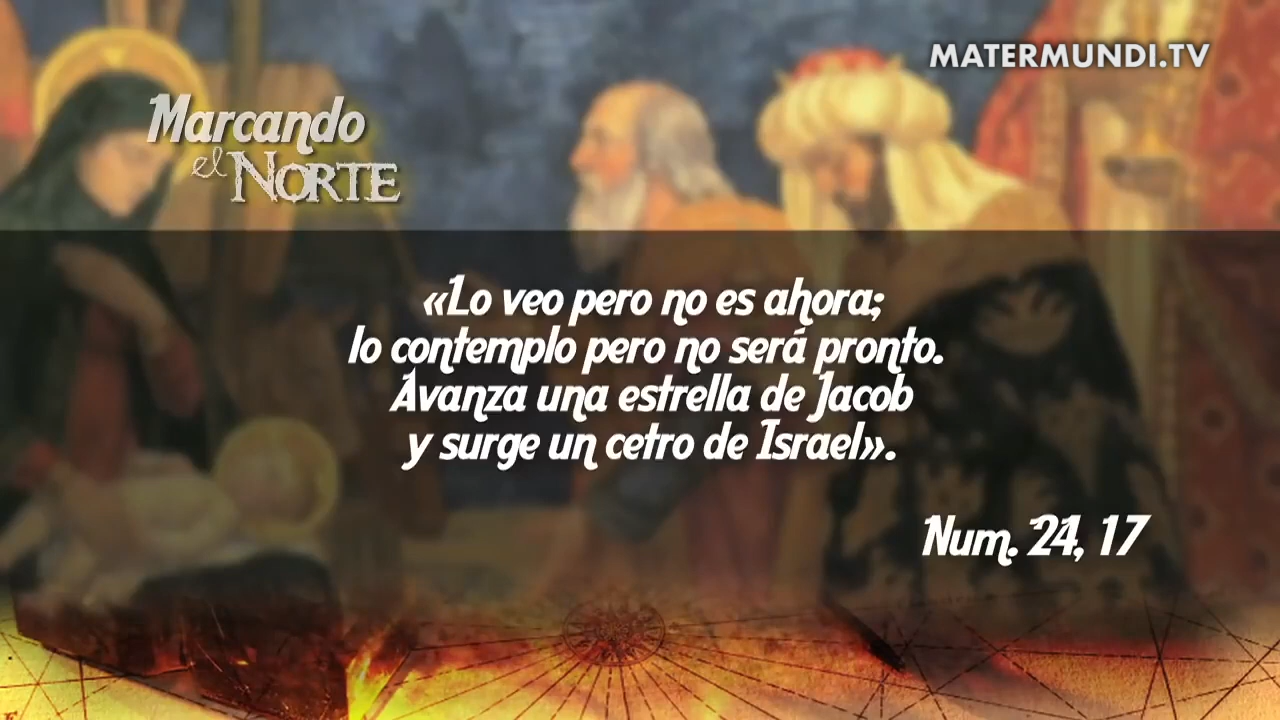 MATERMUNDI.TV
Marcando
el NORTE
«Lo veo pero no es ahora;
lo contemplo pero no será pronto.
Avanza una estrella de Jacob
y surge un cetro de Israel».
Num. 24, 17